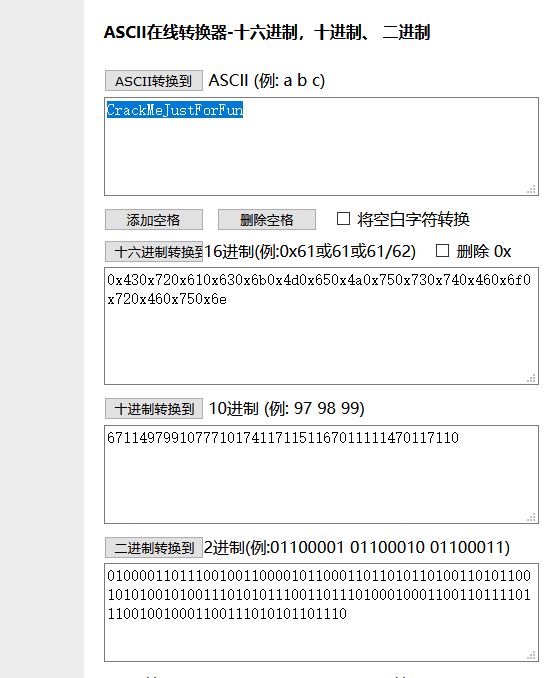 ASCII在线转换器-十六进制，十进制、 二进制
ASCII转换到 ASCII (例: a b c)
CrackMeJustForFun
添加空格 删除空格 将空白字符转换
十六进制转换到 16进制(例:0x61或61或61/62) 删除 0x
0x430x720x610x630x6b0x4d0x650x4a0x750x730x740x460x6f0
x720x460x750x6e
十进制转换到 10进制 (例: 97 98 99)
67114979910777101741171151167011111470117110
二进制转换到 2进制(例:01100001 01100010 01100011)
01000011011100100110000101100011011010110100110101100
10101001010011101010111001101110100010001100110111101
110010010001100111010101101110